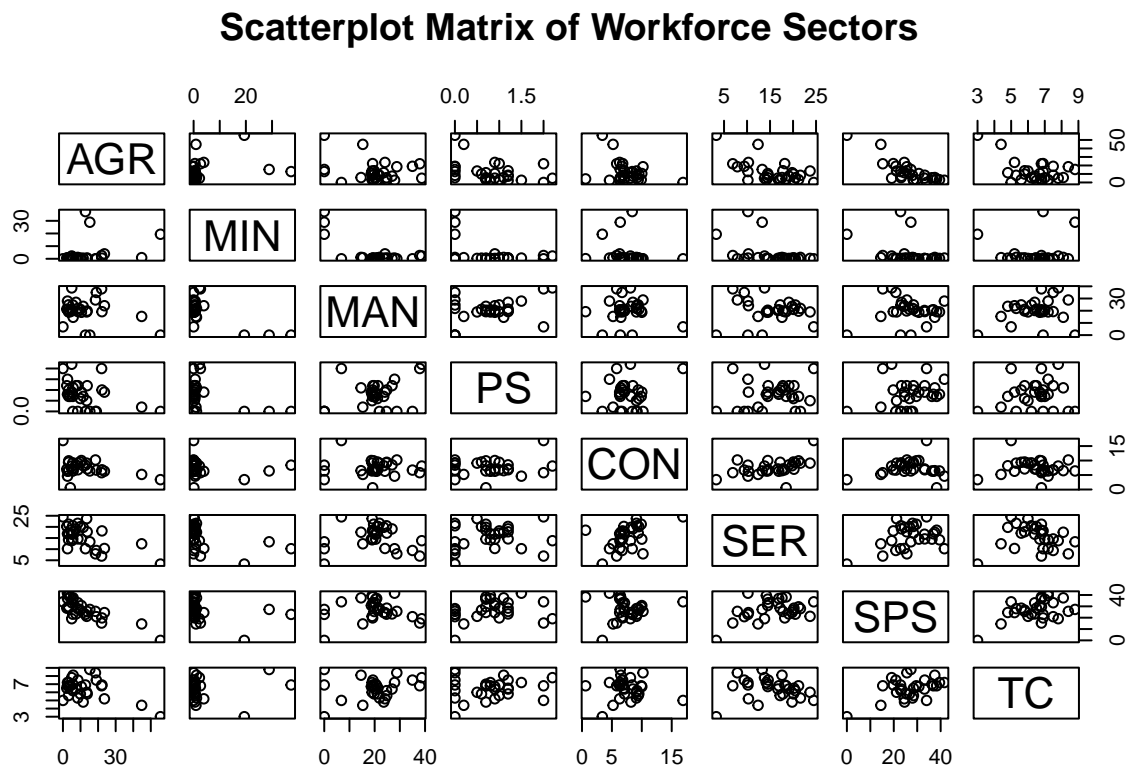 Scatterplot Matrix of Workforce Sectors
0 20 0.0 1.5 5 15 25 3 5 7 9
AGR
0 50
0 30
MIN
MAN
0 30
0.0
PS
CON
0 15
5 25
SER
SPS
0 40
3 7
TC
0 30 0 20 40 0 5 15 0 20 40